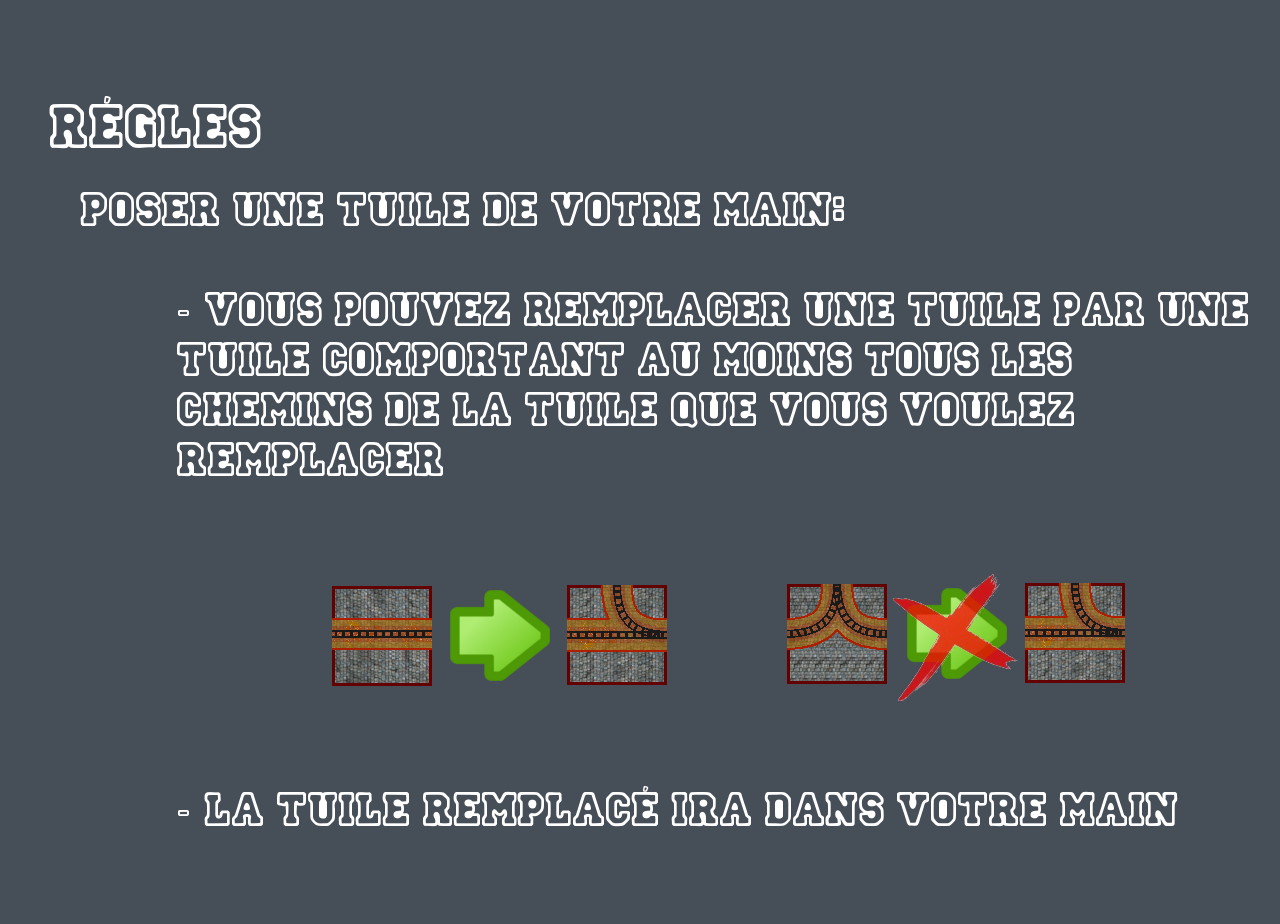 RÉGLES
POSER UNE TUILE DE VOTRE MAIN:
- VOUS POUVEZ REMPLACER UNE TUILE PAR UNE
TUILE COMPORTANT AU MOINS TOUS LES
CHEMINS DE LA TUILE QUE VOUS VOULEZ
REMPLACER
- LA TUILE REMPLACÉ IRA DANS VOTRE MAIN